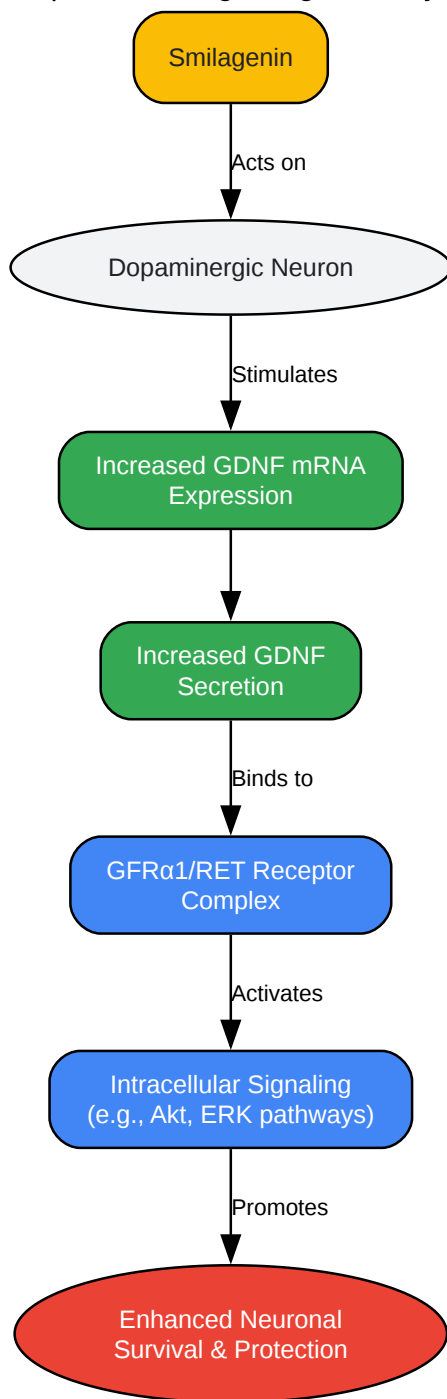 Smilagenin
Acts on
Dopaminergic Neuron
Stimulates
Increased GDNF mRNA
Expression
Increased GDNF
Secretion
Binds to
GFRα1/RET Receptor
Complex
Activates
Intracellular Signaling
(e.g., Akt, ERK pathways)
Promotes
Enhanced Neuronal
Survival & Protection